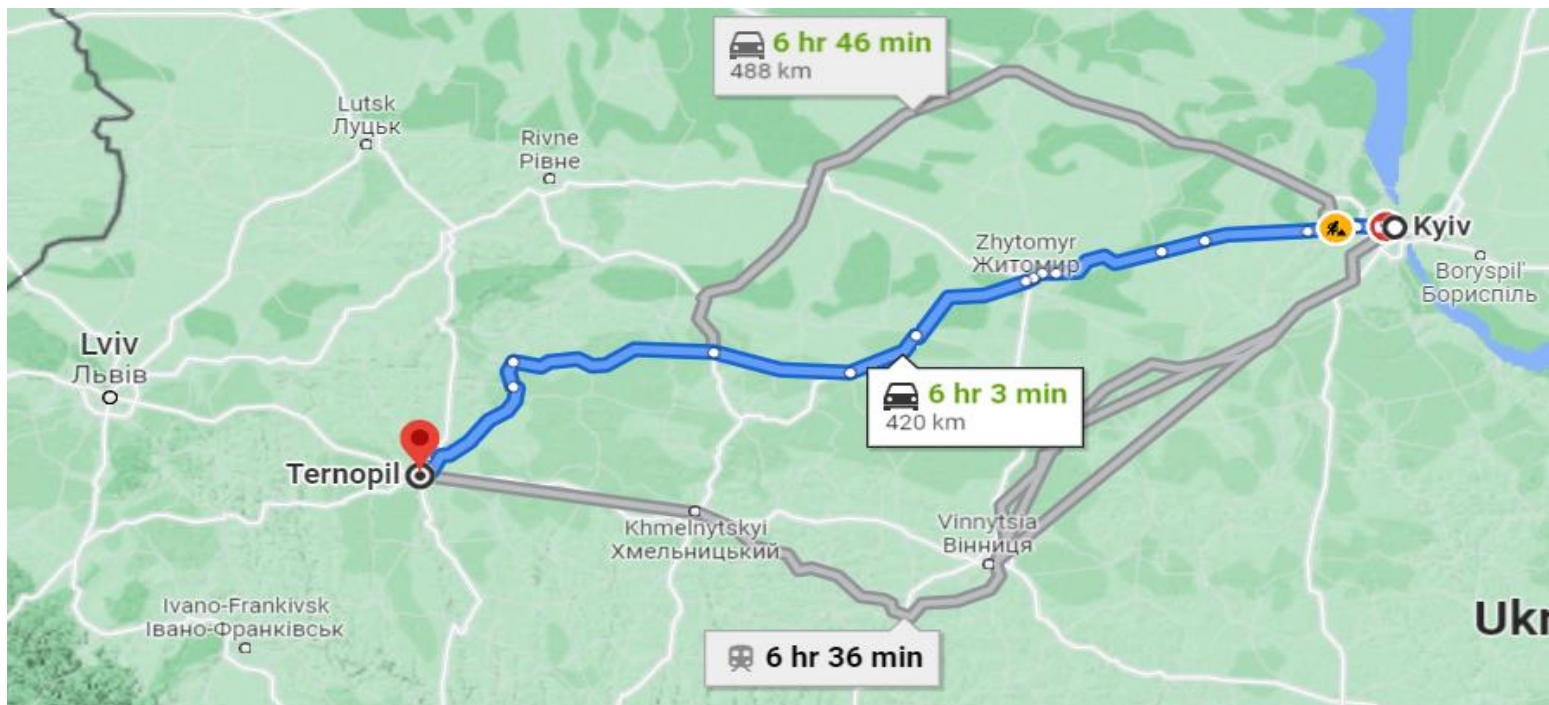 6 hr 46 min
488 km
Lutsk
Луцьк
Rivne
Рівне
Kyiv
Zhytomyr
Житомир
Boryspil'
Бориспіль
Lviv
Львів
6 hr 3 min
420 km
Ternopil
Khmelnytskyi
Хмельницький
Vinnytsia
Вінниця
Ivano-Frankivsk
Івано-Франківськ
Ukr
6 hr 36 min